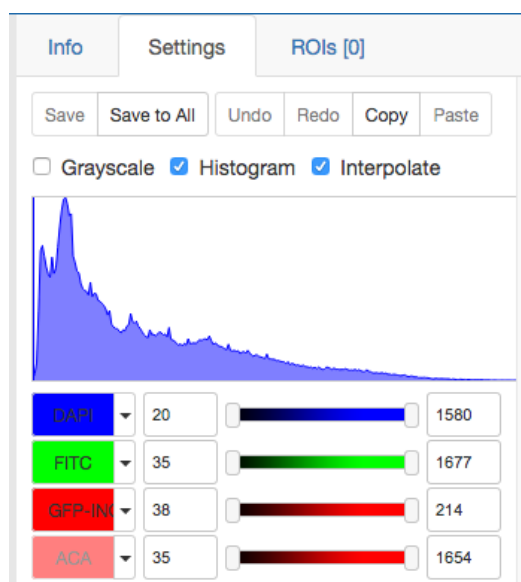 Info Settings ROIs [0]
Save Save to All Undo Redo Copy Paste
Grayscale Histogram Interpolate
DAPI 20 1580
FITC 35 1677
GFP-IN 38 214
ACA 35 1654